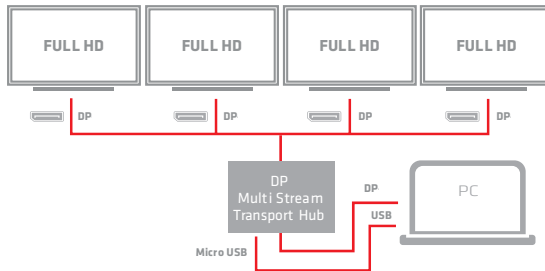 FULL HD
FULL HD
FULL HD
FULL HD
DP
DP
DP
DP
DP
Multi Stream
Transport Hub
DP
USB
PC
Micro USB